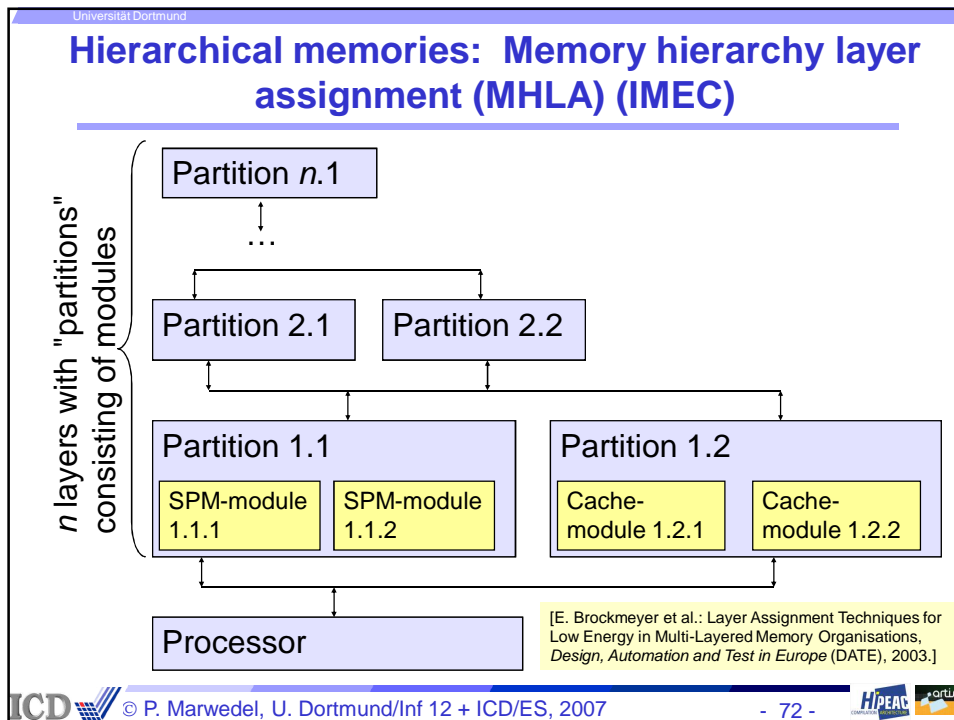 Universität Dortmund
Hierarchical memories: Memory hierarchy layer
assignment (MHLA) (IMEC)
n layers with "partitions"
consisting of modules
Partition n.1
...
Partition 2.1
Partition 2.2
Partition 1.1
SPM-module
1.1.1
SPM-module
1.1.2
Partition 1.2
Cache-
module 1.2.1
Cache-
module 1.2.2
Processor
[E. Brockmeyer et al.: Layer Assignment Techniques for
Low Energy in Multi-Layered Memory Organisations,
Design, Automation and Test in Europe (DATE), 2003.]
ICD
© P. Marwedel, U. Dortmund/Inf 12 + ICD/ES, 2007
- 72 -
HiPEAC